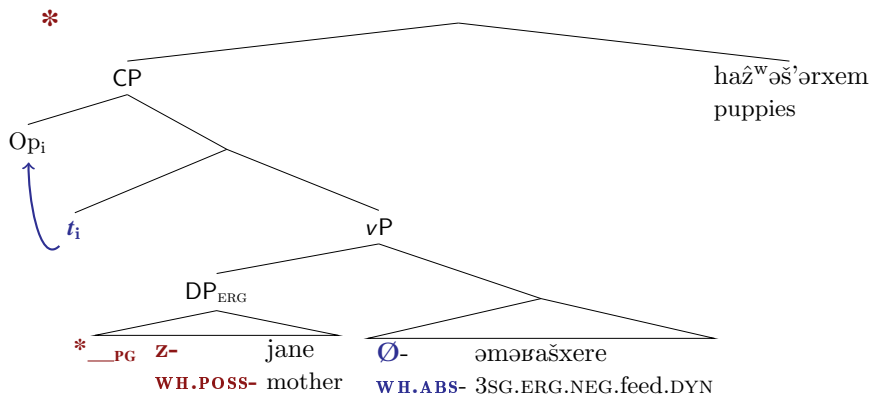 *
CP
haẑʷəš’ərxem
puppies
Opᵢ
tᵢ
vP
DP_ERG
*__PG z- jane Ø- əməʁašxere
WH.POSS- mother WH.ABS- 3SG.ERG.NEG.feed.DYN